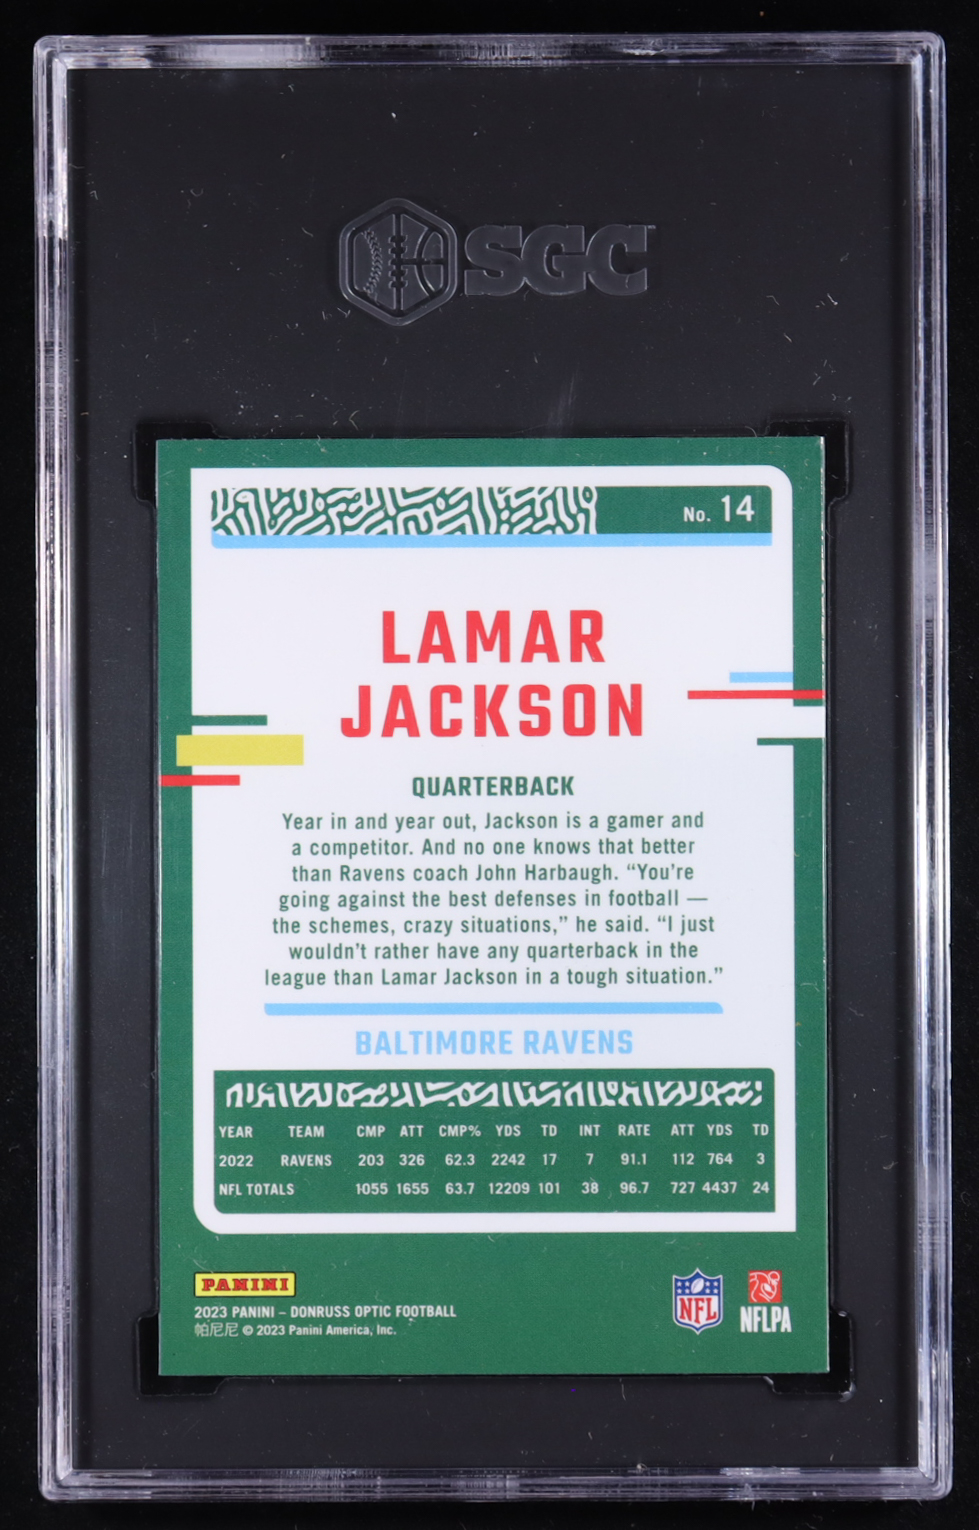 SGC
No. 14
LAMAR
JACKSON
QUARTERBACK
Year in and year out, Jackson is a gamer and
a competitor. And no one knows that better
than Ravens coach John Harbaugh. “You’re
going against the best defenses in football —
the schemes, crazy situations,” he said. “I just
wouldn’t rather have any quarterback in the
league than Lamar Jackson in a tough situation.”
BALTIMORE RAVENS
YEAR TEAM CMP ATT CMP% YDS TD INT RATE ATT YDS TD
2022 RAVENS 203 326 62.3 2242 17 7 91.1 112 764 3
NFL TOTALS 1055 1655 63.7 12209 101 38 96.7 727 4437 24
PANINI
2023 PANINI – DONRUSS OPTIC FOOTBALL
帕尼尼 © 2023 Panini America, Inc.
NFL
NFLPA